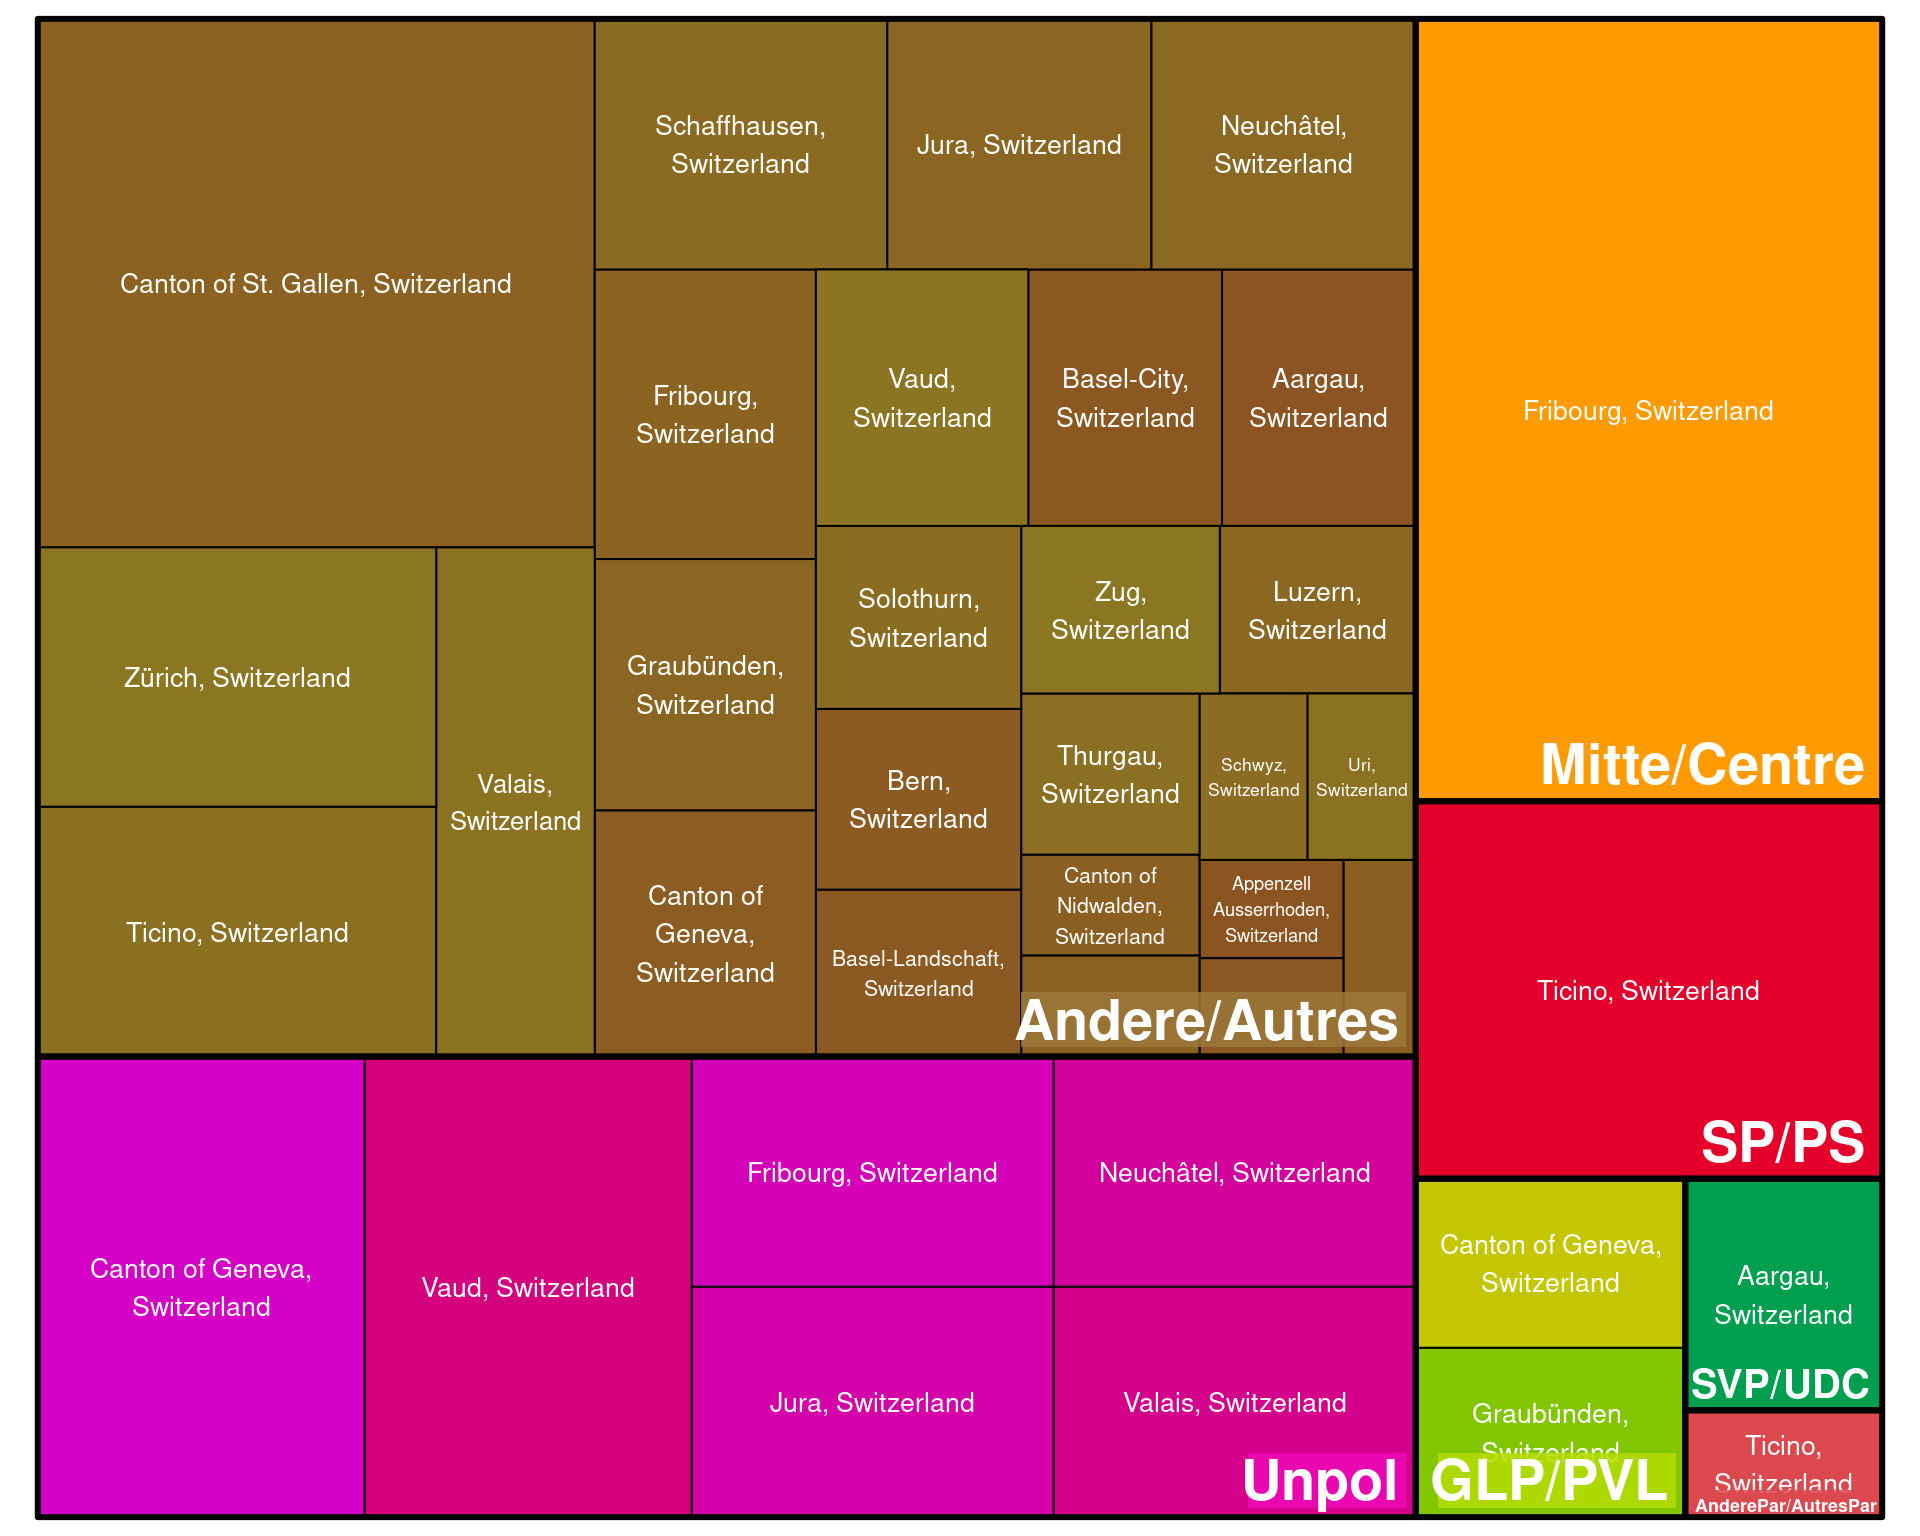 Canton of St. Gallen, Switzerland
Schaffhausen,
Switzerland
Jura, Switzerland
Neuchâtel,
Switzerland
Fribourg,
Switzerland
Vaud,
Switzerland
Basel-City,
Switzerland
Aargau,
Switzerland
Zürich, Switzerland
Valais,
Switzerland
Ticino, Switzerland
Graubünden,
Switzerland
Canton of
Geneva,
Switzerland
Solothurn,
Switzerland
Bern,
Switzerland
Basel-Landschaft,
Switzerland
Zug,
Switzerland
Luzern,
Switzerland
Thurgau,
Switzerland
Schwyz,
Switzerland
Uri,
Switzerland
Canton of
Nidwalden,
Switzerland
Appenzell
Ausserrhoden,
Switzerland
Andere/Autres
Canton of Geneva,
Switzerland
Vaud, Switzerland
Fribourg, Switzerland
Neuchâtel, Switzerland
Jura, Switzerland
Valais, Switzerland
Unpol
Fribourg, Switzerland
Mitte/Centre
Ticino, Switzerland
SP/PS
Canton of Geneva,
Switzerland
Graubünden,
Switzerland
GLP/PVL
Aargau,
Switzerland
SVP/UDC
Ticino,
Switzerland
AnderePar/AutresPar